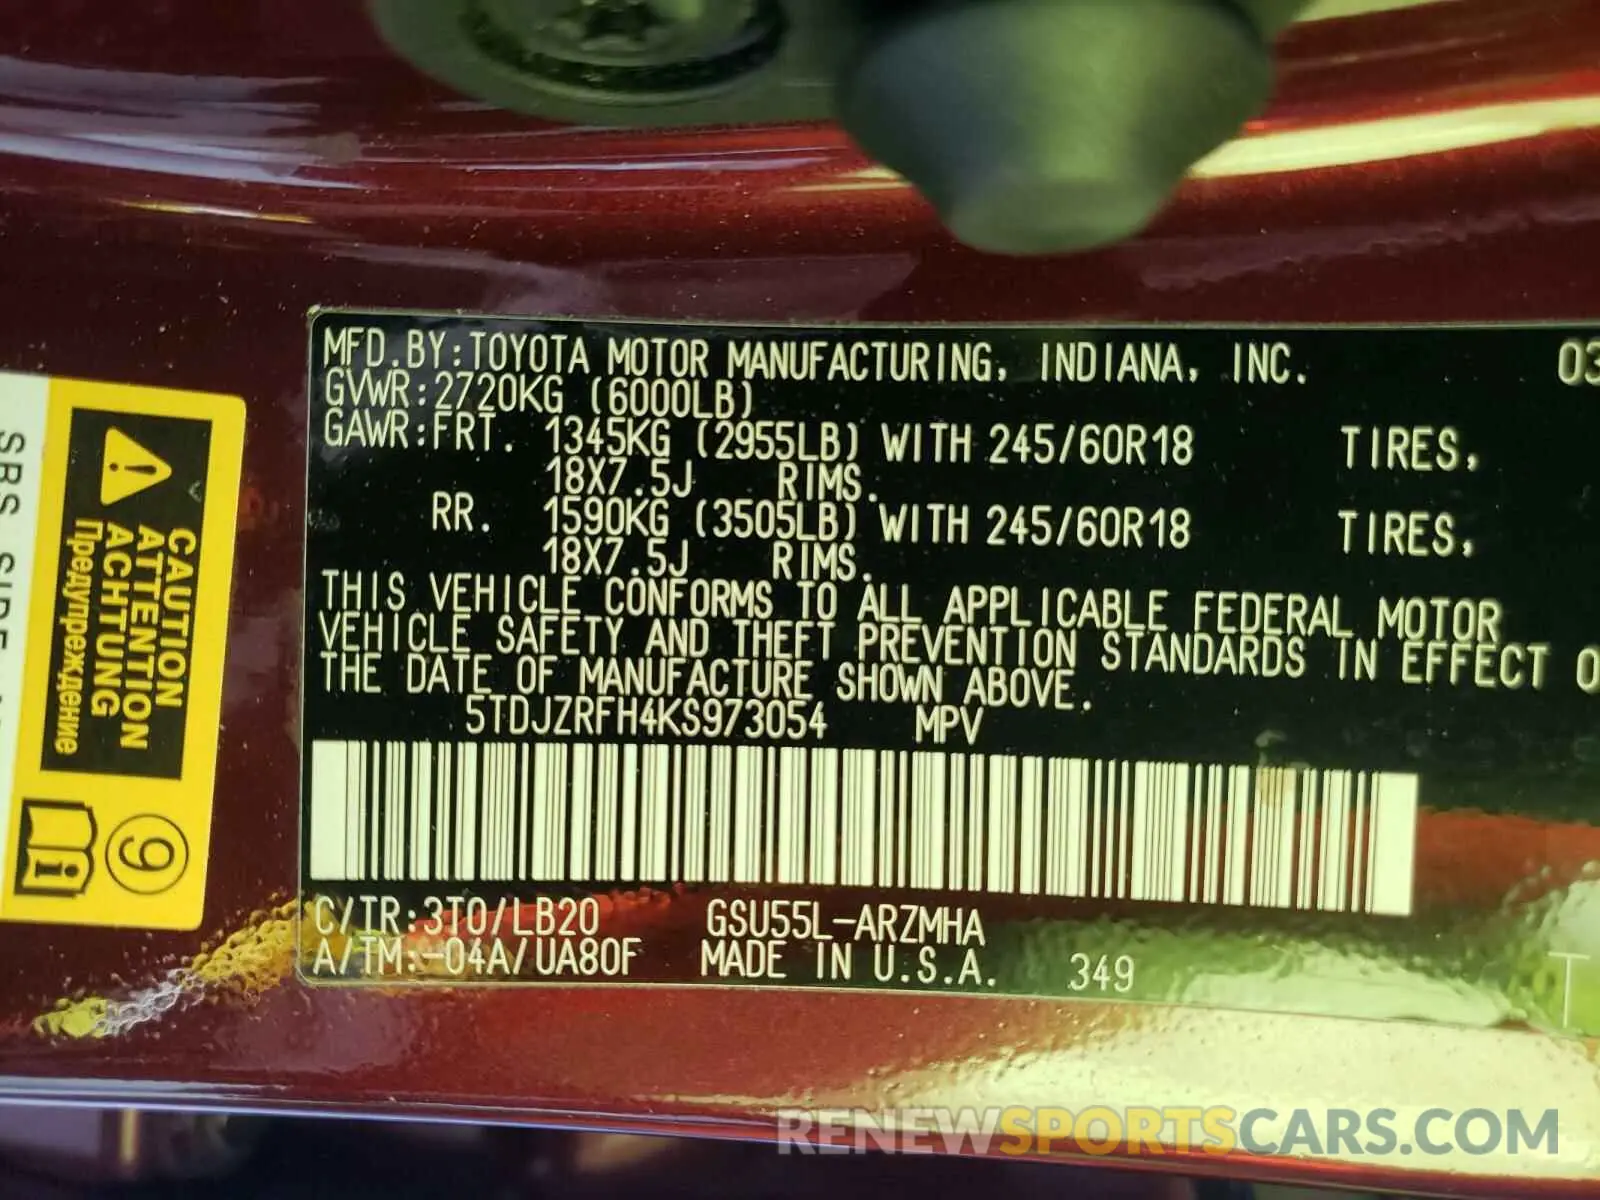 MFD.BY:TOYOTA MOTOR MANUFACTURING, INDIANA, INC. 03
GVWR:2720KG (6000LB)
GAWR:FRT. 1345KG (2955LB) WITH 245/60R18 TIRES,
18X7.5J RIMS.
RR. 1590KG (3505LB) WITH 245/60R18 TIRES,
18X7.5J RIMS.
THIS VEHICLE CONFORMS TO ALL APPLICABLE FEDERAL MOTOR
VEHICLE SAFETY AND THEFT PREVENTION STANDARDS IN EFFECT O
THE DATE OF MANUFACTURE SHOWN ABOVE.
5TDJZRFH4KS973054 MPV
C/TR:3T0/LB20 GSU55L-ARZMHA
A/TM:-04A/UA80F MADE IN U.S.A. 349
CAUTION
ATTENTION
ACHTUNG
Предупреждение
9
SRS SIDE
RENEWSPORTSCARS.COM